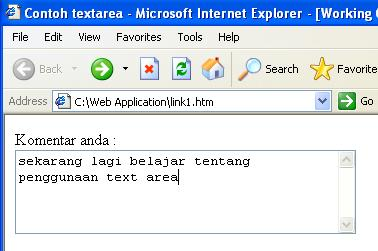 Contoh textarea - Microsoft Internet Explorer - [Working
File Edit View Favorites Tools Help
Back Search Favorite
Address C:\Web Application\link1.htm Go
Komentar anda :
sekarang lagi belajar tentang
penggunaan text area